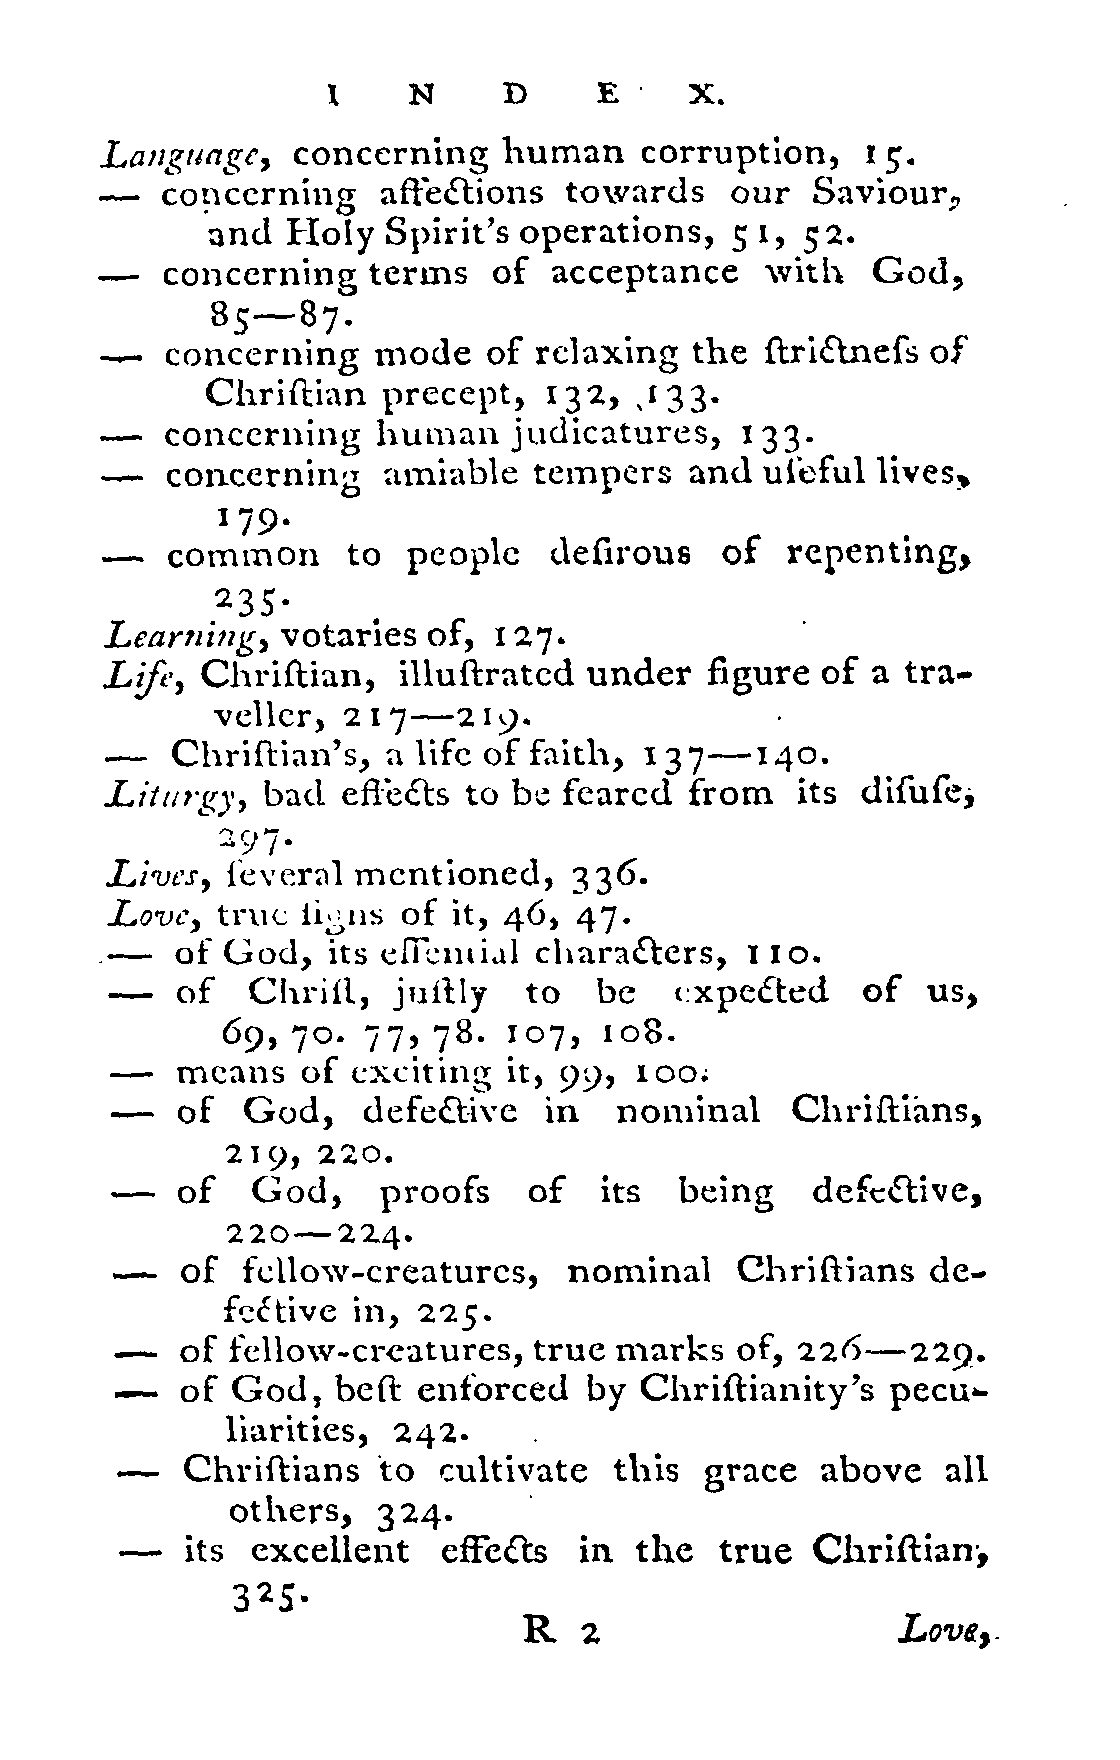 I N D E X.
Language, concerning human corruption, 15.
— concerning affections towards our Saviour,
and Holy Spirit's operations, 51, 52.
— concerning terms of acceptance with God,
85—87.
— concerning mode of relaxing the ſtrictneſs of
Chriſtian precept, 132, 133.
— concerning human judicatures, 133.
— concerning amiable tempers and uſeful lives,
179.
— common to people deſirous of repenting,
235.
Learning, votaries of, 127.
Life, Chriſtian, illuſtrated under figure of a tra-
veller, 217—219.
— Chriſtian's, a life of faith, 137—140.
Liturgy, bad effects to be feared from its diſuſe,
297.
Lives, ſeveral mentioned, 336.
Love, true ſigns of it, 46, 47.
— of God, its eſſential characters, 110.
— of Chriſt, juſtly to be expected of us,
69, 70. 77, 78. 107, 108.
— means of exciting it, 99, 100.
— of God, defective in nominal Chriſtians,
219, 220.
— of God, proofs of its being defective,
220—224.
— of fellow-creatures, nominal Chriſtians de-
fective in, 225.
— of fellow-creatures, true marks of, 226—229.
— of God, beſt enforced by Chriſtianity's pecu-
liarities, 242.
— Chriſtians to cultivate this grace above all
others, 324.
— its excellent effects in the true Chriſtian,
325.
R 2 Love,